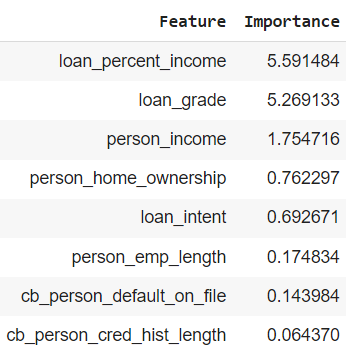 Feature Importance
loan_percent_income 5.591484
loan_grade 5.269133
person_income 1.754716
person_home_ownership 0.762297
loan_intent 0.692671
person_emp_length 0.174834
cb_person_default_on_file 0.143984
cb_person_cred_hist_length 0.064370